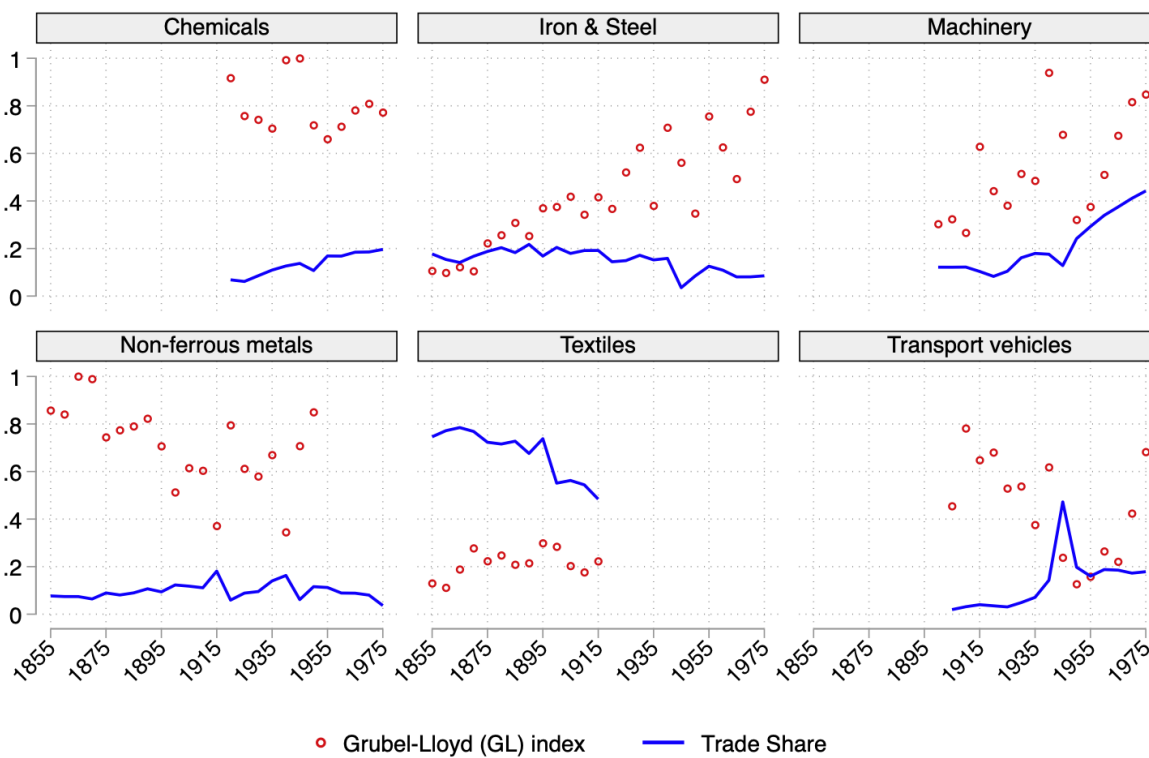 Chemicals
Iron & Steel
Machinery
1
.8
.6
.4
.2
0
Non-ferrous metals
Textiles
Transport vehicles
1
.8
.6
.4
.2
0
1855 1875 1895 1915 1935 1955 1975 1855 1875 1895 1915 1935 1955 1975 1855 1875 1895 1915 1935 1955 1975
Grubel-Lloyd (GL) index Trade Share